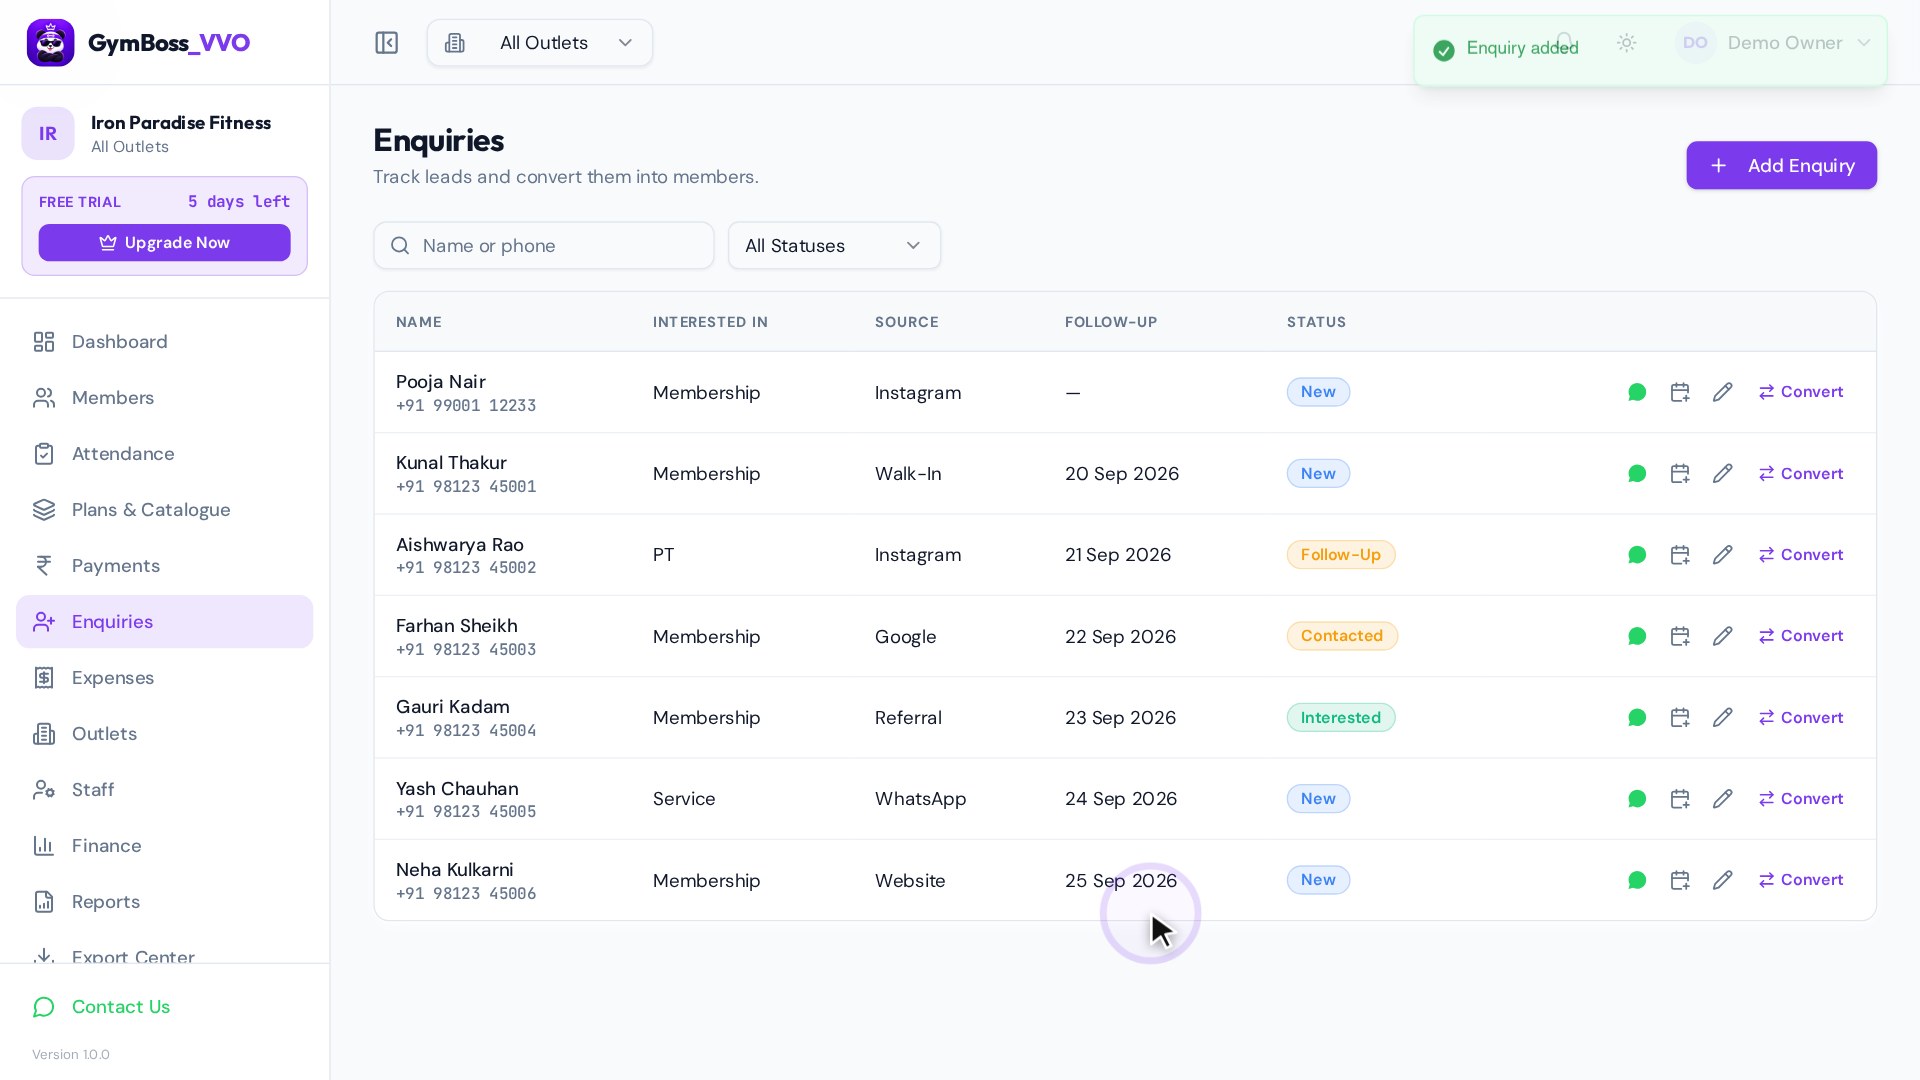 GymBoss_VVO
All Outlets
Enquiry added
DO
Demo Owner
IR
Iron Paradise Fitness
All Outlets
FREE TRIAL
5 days left
Upgrade Now
Dashboard
Members
Attendance
Plans & Catalogue
Payments
Enquiries
Expenses
Outlets
Staff
Finance
Reports
Export Center
Contact Us
Version 1.0.0
Enquiries
Track leads and convert them into members.
Add Enquiry
Name or phone
All Statuses
NAME INTERESTED IN SOURCE FOLLOW-UP STATUS
Pooja Nair
+91 99001 12233
Membership Instagram — New Convert
Kunal Thakur
+91 98123 45001
Membership Walk-In 20 Sep 2026 New Convert
Aishwarya Rao
+91 98123 45002
PT Instagram 21 Sep 2026 Follow-Up Convert
Farhan Sheikh
+91 98123 45003
Membership Google 22 Sep 2026 Contacted Convert
Gauri Kadam
+91 98123 45004
Membership Referral 23 Sep 2026 Interested Convert
Yash Chauhan
+91 98123 45005
Service WhatsApp 24 Sep 2026 New Convert
Neha Kulkarni
+91 98123 45006
Membership Website 25 Sep 2026 New Convert